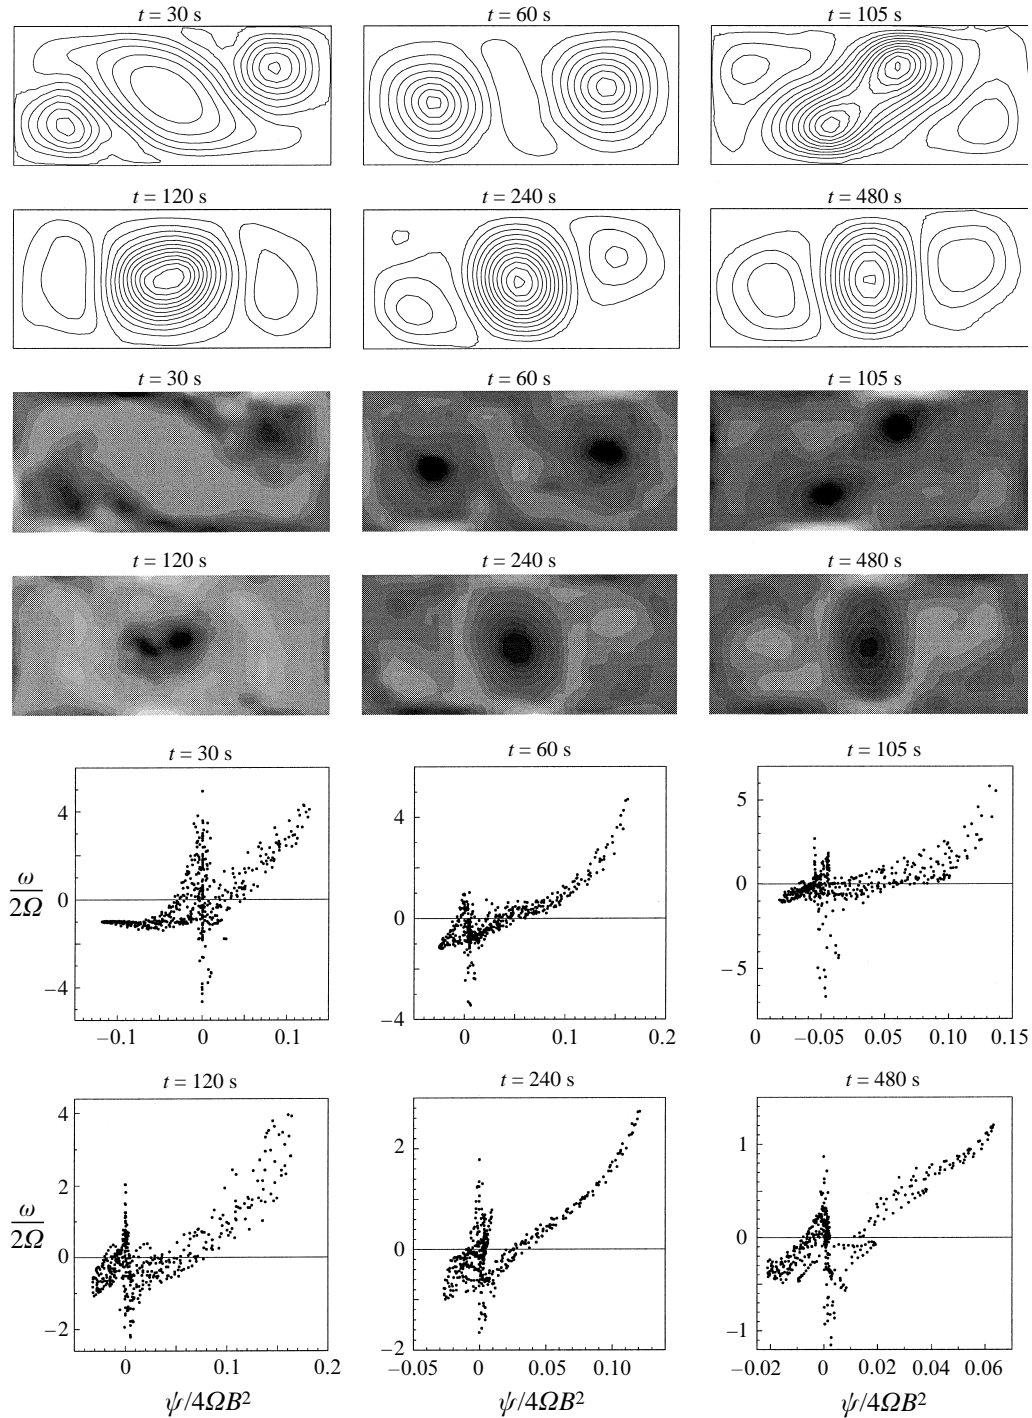 t = 30 s t = 60 s t = 105 s
t = 120 s t = 240 s t = 480 s
t = 30 s t = 60 s t = 105 s
t = 120 s t = 240 s t = 480 s
t = 30 s t = 60 s t = 105 s
4 4 5
2
ω/2Ω 0 0 0
−4 −4 −5
−0.1 0 0.1 0 0.1 0.2 0 −0.05 0.05 0.10 0.15
t = 120 s t = 240 s t = 480 s
4 2 1
2
ω/2Ω 0 0 0
−2 −2 −1
0 0.1 0.2 −0.05 0 0.05 0.10 −0.02 0 0.02 0.04 0.06
ψ/4ΩB² ψ/4ΩB² ψ/4ΩB²